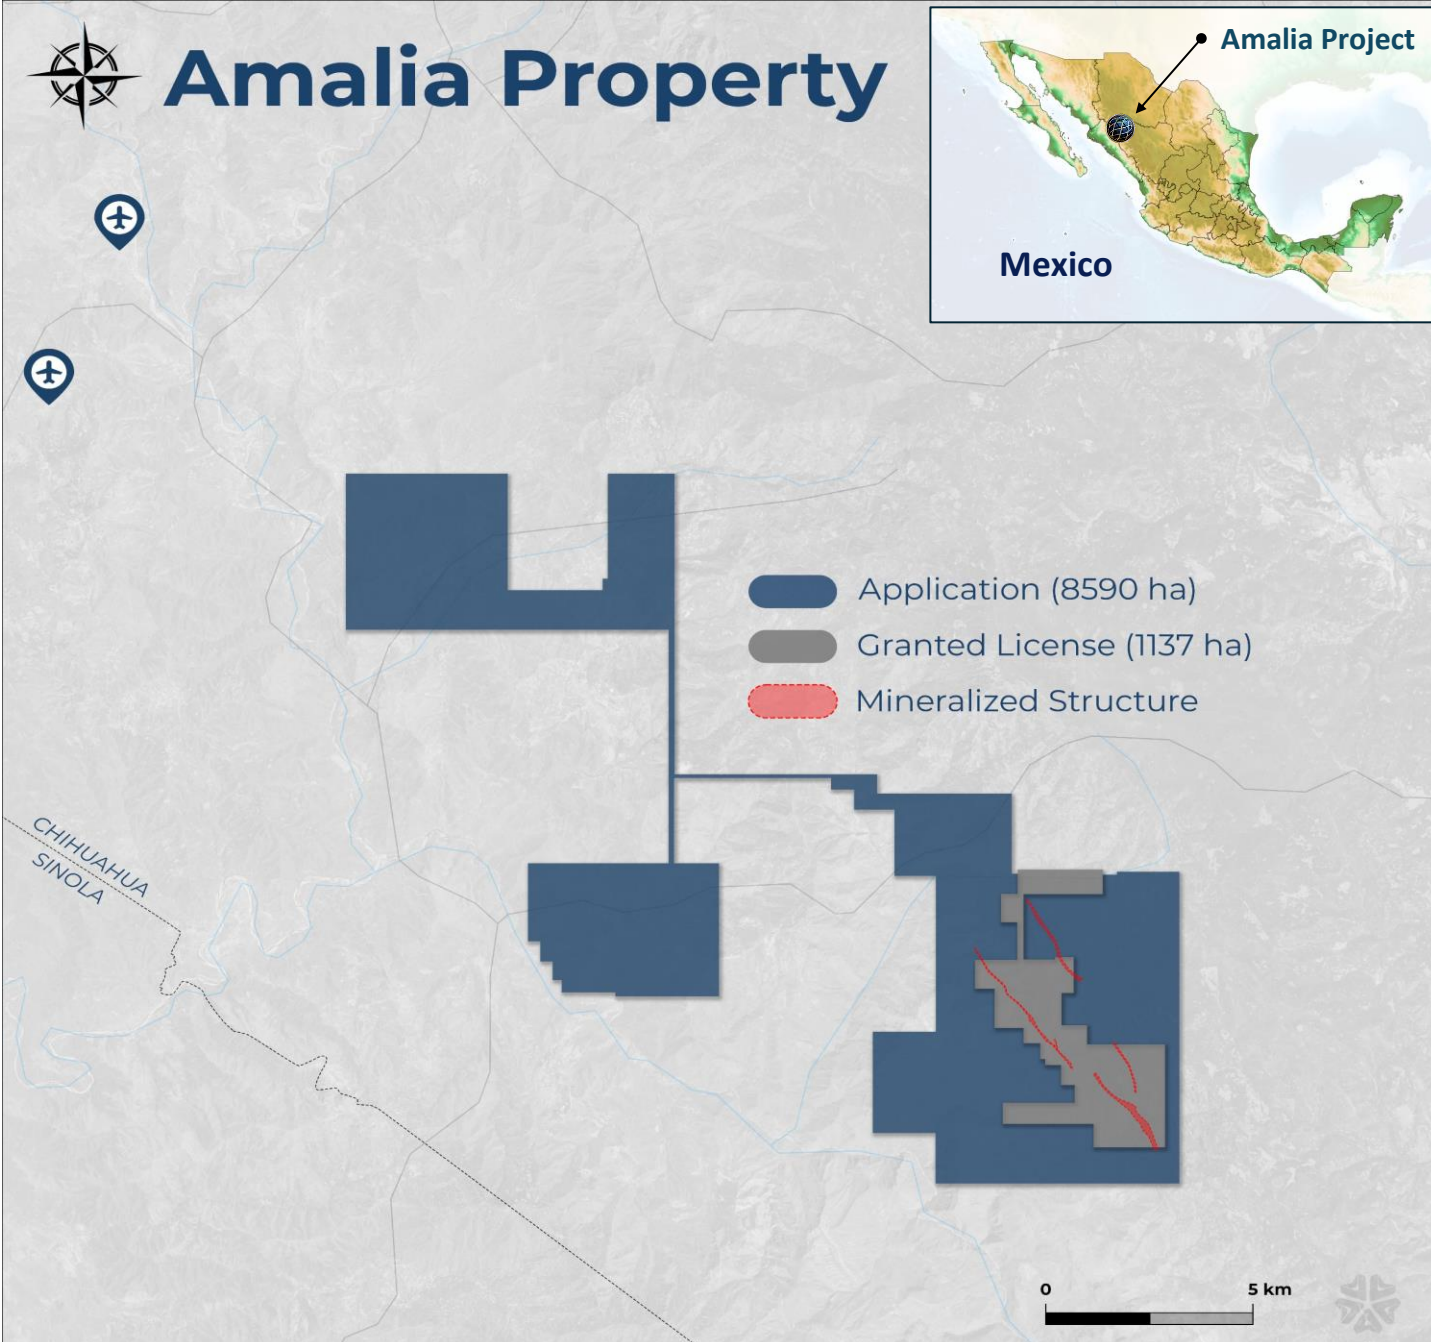 Amalia Property
Amalia Project
Mexico
Application (8590 ha)
Granted License (1137 ha)
Mineralized Structure
CHIHUAHUA
SINOLA
0 5 km